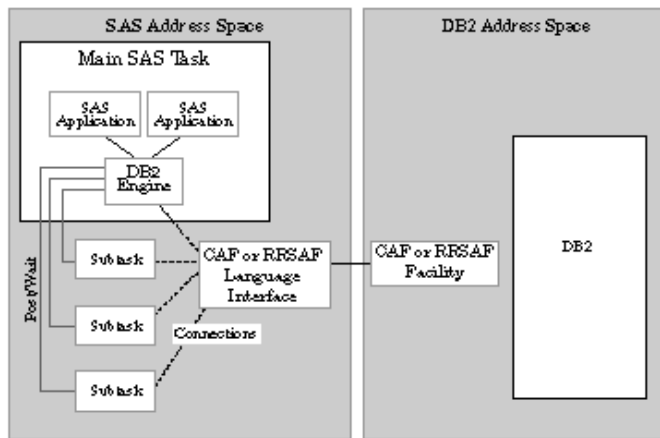 SAS Address Space
DB2 Address Space
Main SAS Task
SAS
Application
SAS
Application
DB2
Engine
Post/Wait
Subtask
Subtask
Subtask
CAF or RRSAF
Language
Interface
Connections
CAF or RRSAF
Facility
DB2